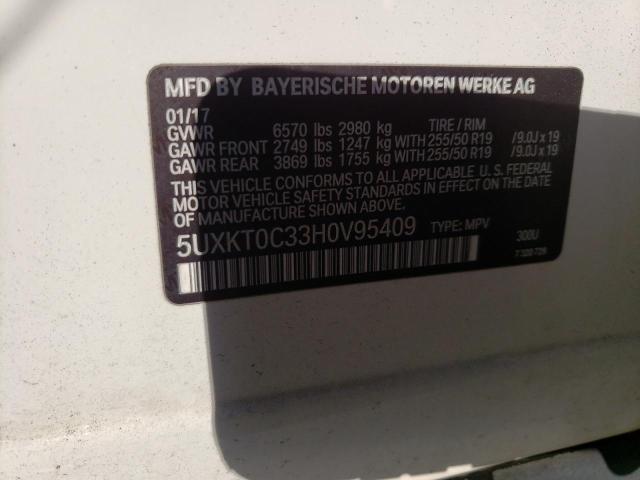 MFD BY BAYERISCHE MOTOREN WERKE AG
01/17
GVWR 6570 lbs 2980 kg TIRE / RIM
GAWR FRONT 2749 lbs 1247 kg WITH 255/50 R19 / 9.0J x 19
GAWR REAR 3869 lbs 1755 kg WITH 255/50 R19 / 9.0J x 19
THIS VEHICLE CONFORMS TO ALL APPLICABLE U.S. FEDERAL
MOTOR VEHICLE SAFETY STANDARDS IN EFFECT ON THE DATE
OF MANUFACTURE SHOWN ABOVE.
5UXKT0C33H0V95409 TYPE: MPV 300U
7 320 729